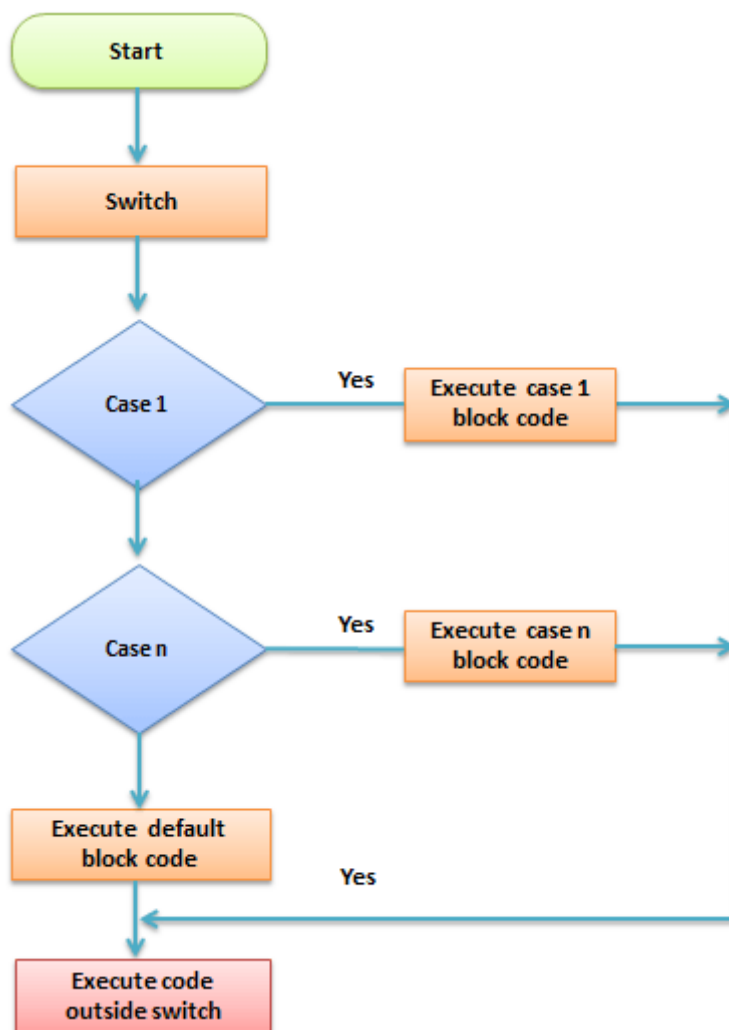 Start
Switch
Case 1
Yes
Execute case 1
block code
Case n
Yes
Execute case n
block code
Execute default
block code
Yes
Execute code
outside switch